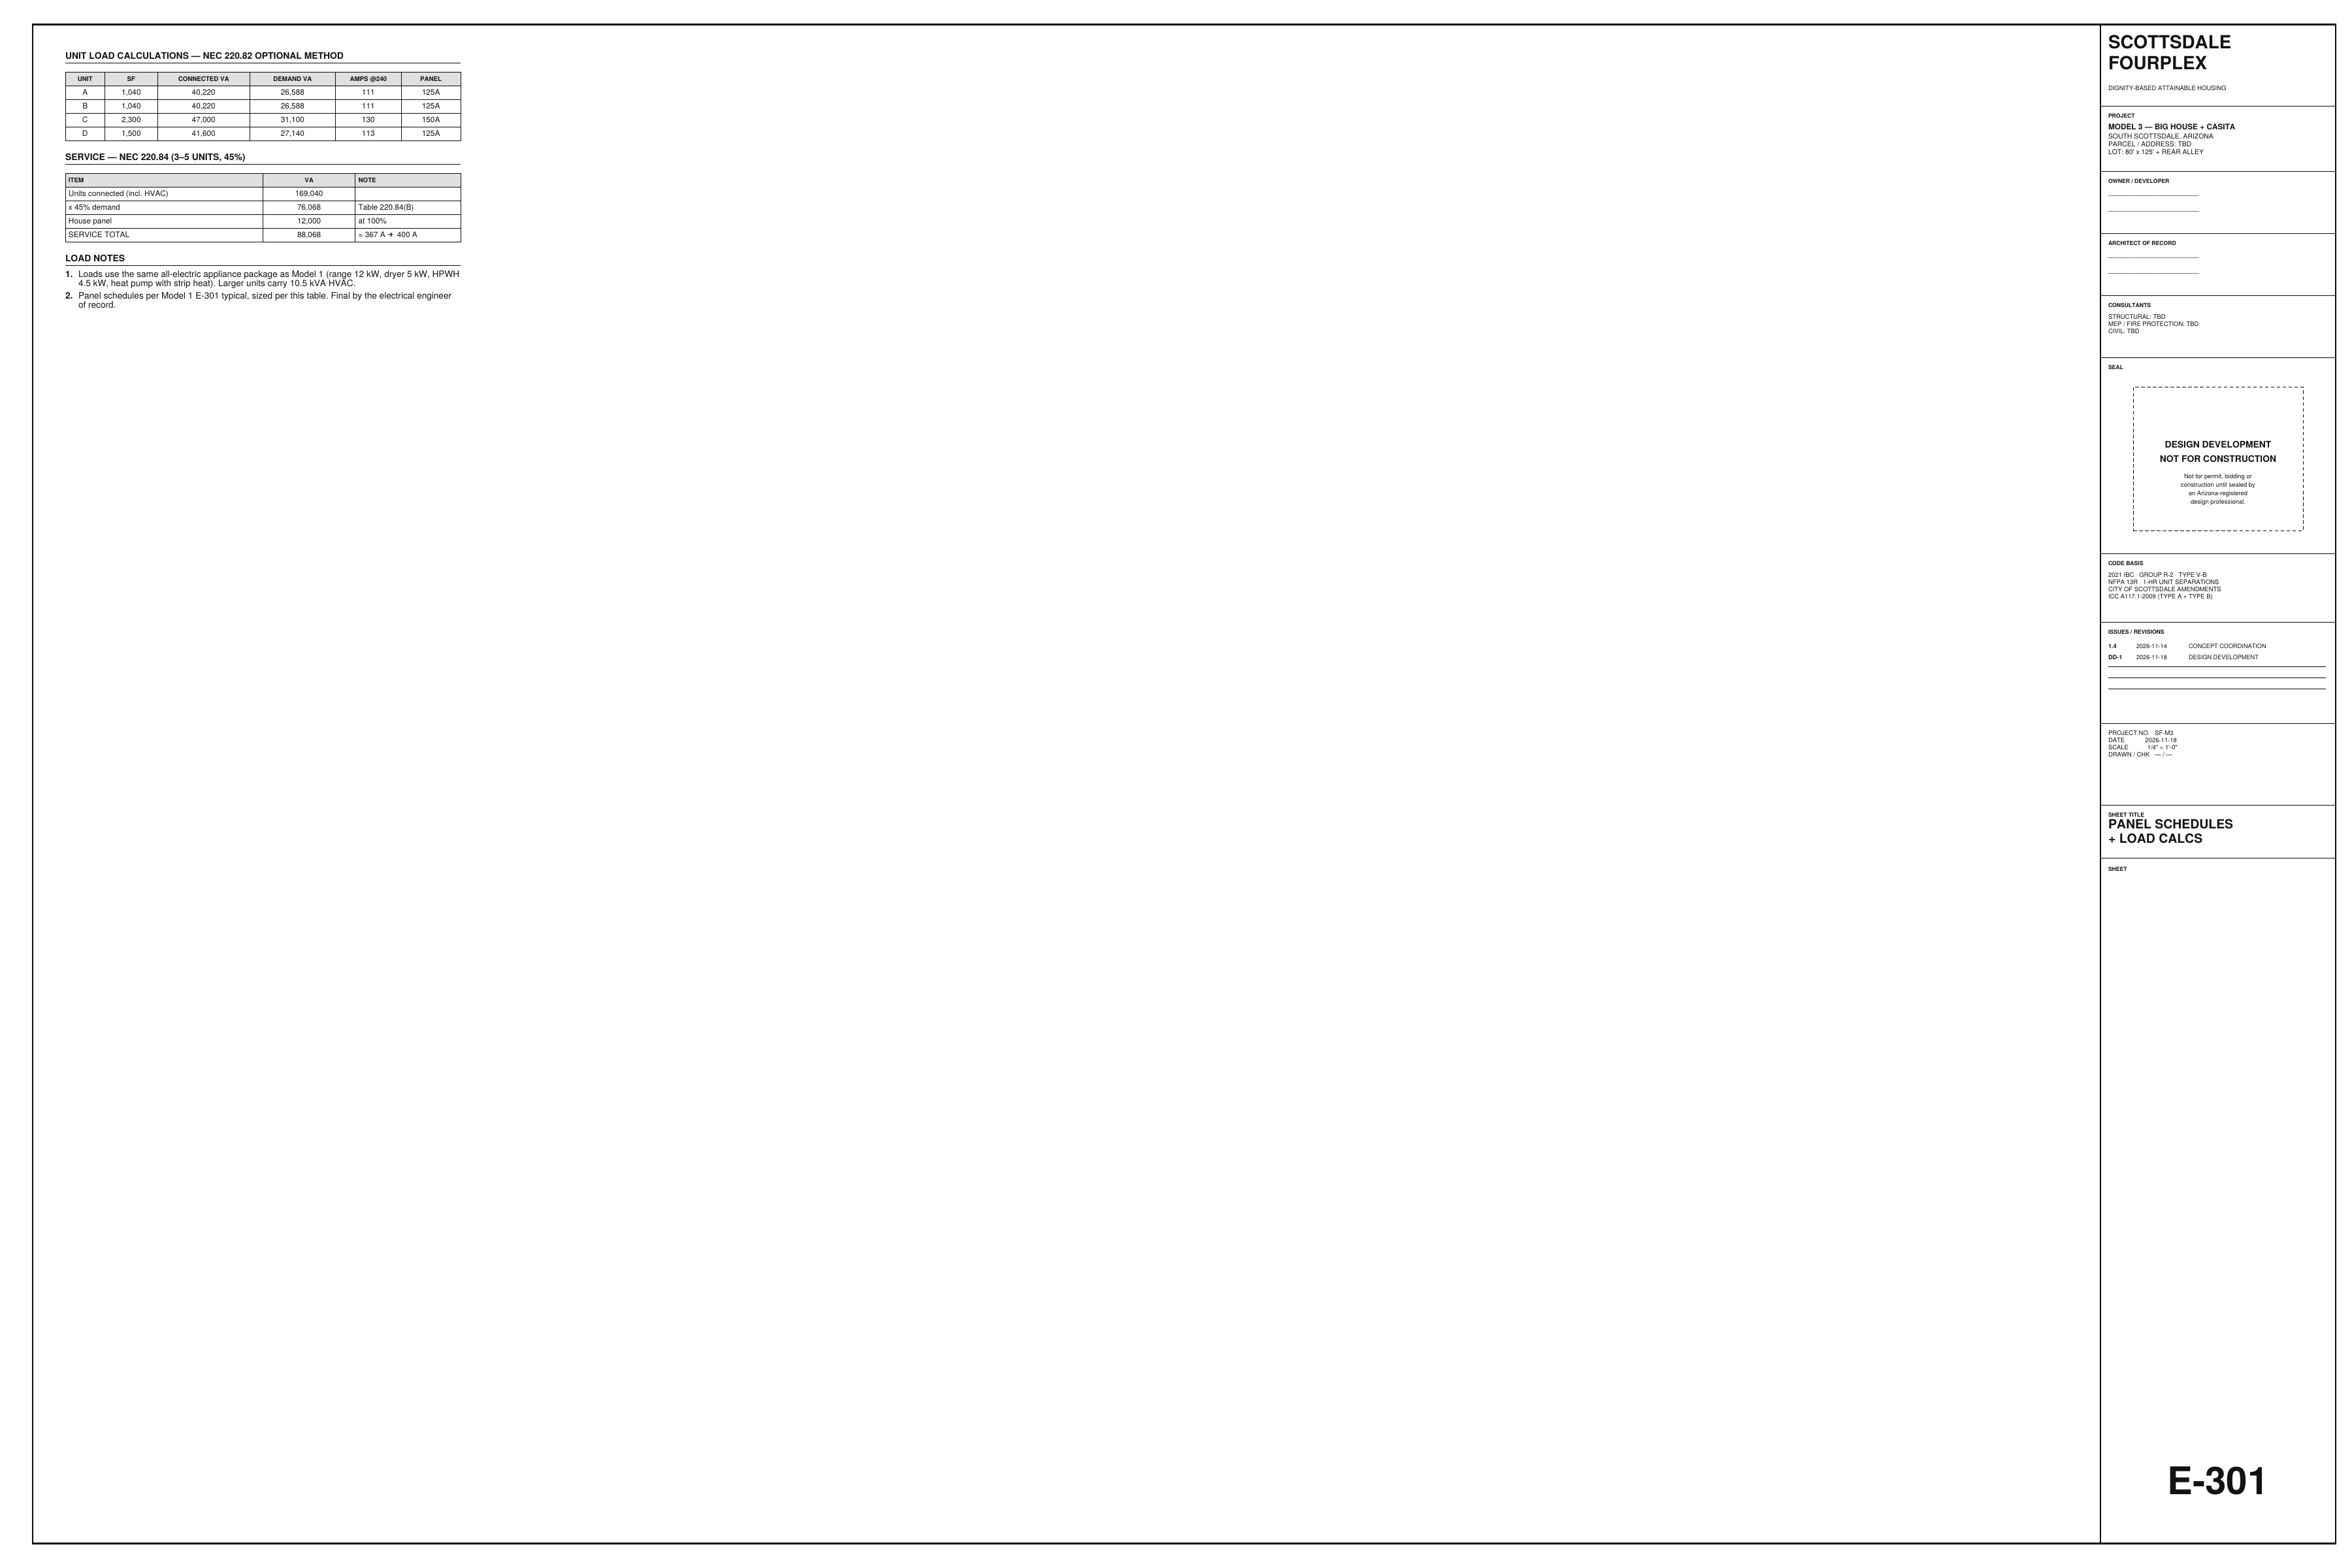 UNIT LOAD CALCULATIONS — NEC 220.82 OPTIONAL METHOD
UNIT SF CONNECTED VA DEMAND VA AMPS @240 PANEL
A 1,040 40,220 26,588 111 125A
B 1,040 40,220 26,588 111 125A
C 2,300 47,000 31,100 130 150A
D 1,500 41,600 27,140 113 125A
SERVICE — NEC 220.84 (3–5 UNITS, 45%)
ITEM VA NOTE
Units connected (incl. HVAC) 169,040
x 45% demand 76,068 Table 220.84(B)
House panel 12,000 at 100%
SERVICE TOTAL 88,068 = 367 A → 400 A
LOAD NOTES
1. Loads use the same all-electric appliance package as Model 1 (range 12 kW, dryer 5 kW, HPWH
4.5 kW, heat pump with strip heat). Larger units carry 10.5 kVA HVAC.
2. Panel schedules per Model 1 E-301 typical, sized per this table. Final by the electrical engineer
of record.
SCOTTSDALE
FOURPLEX
DIGNITY-BASED ATTAINABLE HOUSING
PROJECT
MODEL 3 — BIG HOUSE + CASITA
SOUTH SCOTTSDALE, ARIZONA
PARCEL / ADDRESS: TBD
LOT: 80' x 125' + REAR ALLEY
OWNER / DEVELOPER
ARCHITECT OF RECORD
CONSULTANTS
STRUCTURAL: TBD
MEP / FIRE PROTECTION: TBD
CIVIL: TBD
SEAL
DESIGN DEVELOPMENT
NOT FOR CONSTRUCTION
Not for permit, bidding or
construction until sealed by
an Arizona-registered
design professional.
CODE BASIS
2021 IBC · GROUP R-2 · TYPE V-B
NFPA 13R · 1-HR UNIT SEPARATIONS
CITY OF SCOTTSDALE AMENDMENTS
ICC A117.1-2009 (TYPE A + TYPE B)
ISSUES / REVISIONS
1.4 2026-11-14 CONCEPT COORDINATION
DD-1 2026-11-18 DESIGN DEVELOPMENT
PROJECT NO. SF-M3
DATE 2026-11-18
SCALE 1/4" = 1'-0"
DRAWN / CHK — / —
SHEET TITLE
PANEL SCHEDULES
+ LOAD CALCS
SHEET
E-301